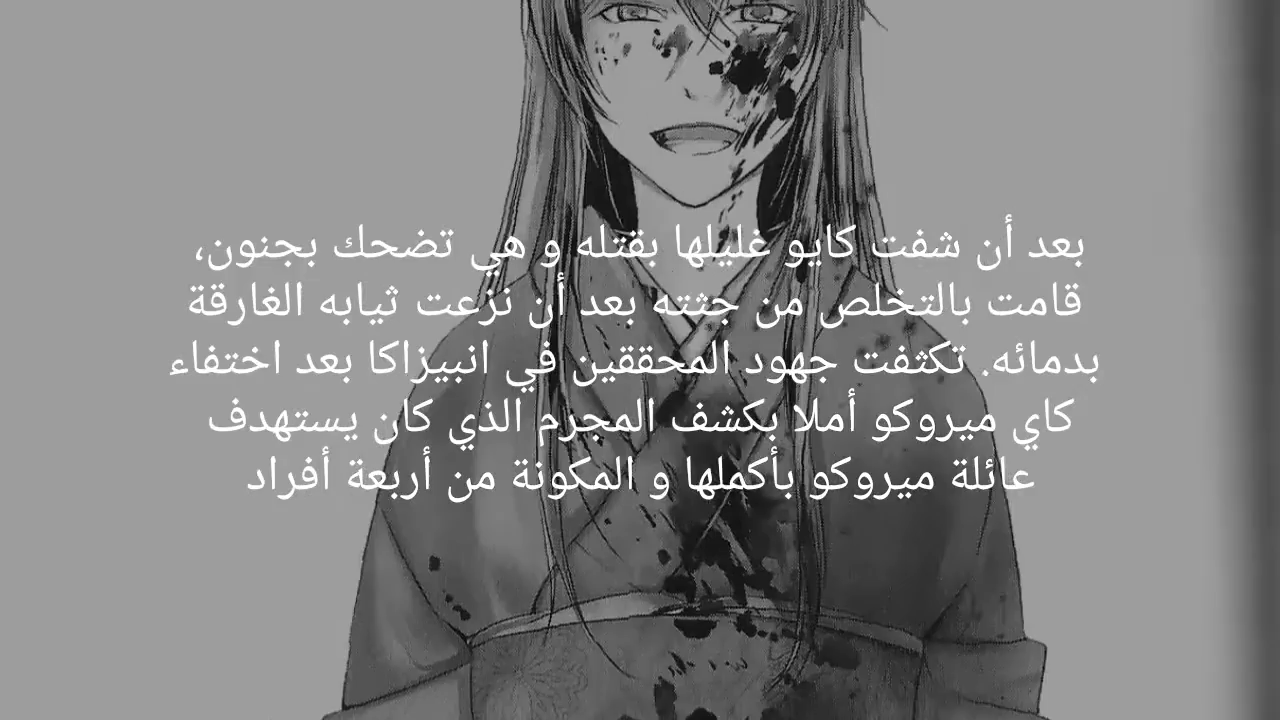 بعد أن شفت كايو غليلها بقتله و هي تضحك بجنون،
قامت بالتخلص من جثته بعد أن نزعت ثيابه الغارقة
بدمائه. تكثفت جهود المحققين في انبيزاكا بعد اختفاء
كاي ميروكو أملا بكشف المجرم الذي كان يستهدف
عائلة ميروكو بأكملها و المكونة من أربعة أفراد